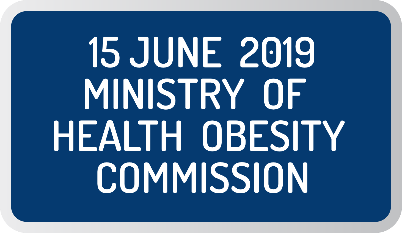 15 JUNE 2019
MINISTRY OF
HEALTH OBESITY
COMMISSION